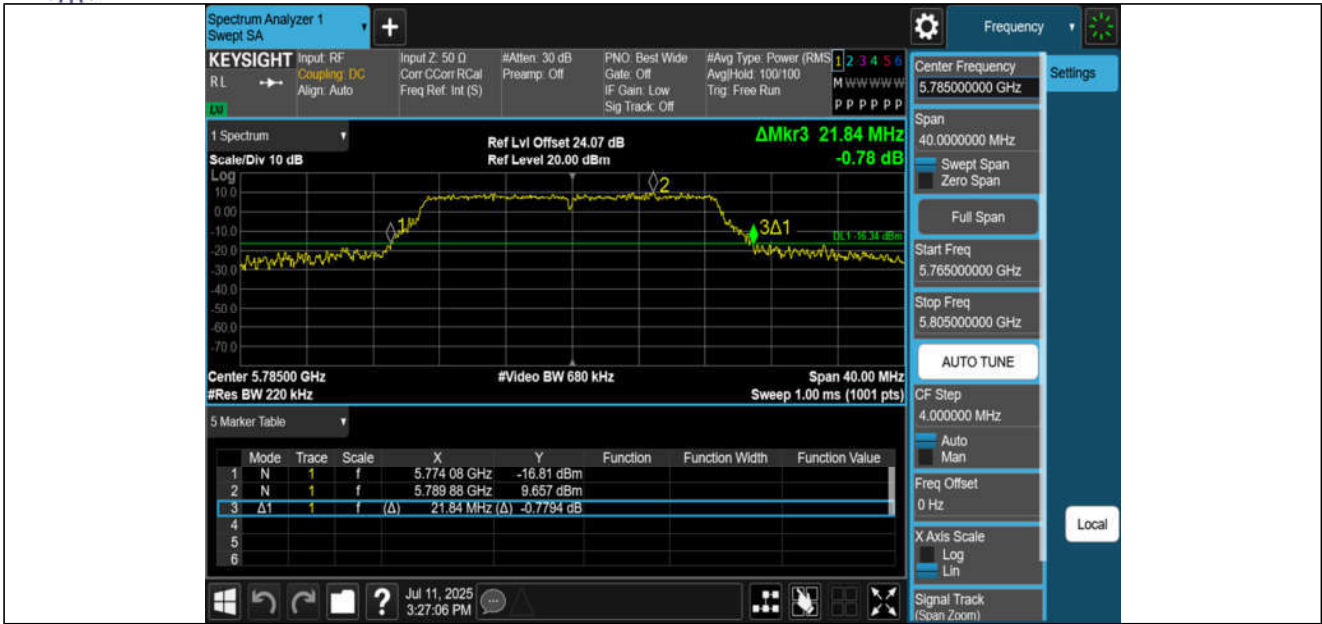 Spectrum Analyzer 1
Swept SA
+
Frequency
KEYSIGHT
RL
LXI
Input: RF
Coupling: DC
Align: Auto
Input Z: 50 Ω
Corr CCorr RCal
Freq Ref: Int (S)
#Atten: 30 dB
Preamp: Off
PNO: Best Wide
Gate: Off
IF Gain: Low
Sig Track: Off
#Avg Type: Power (RMS
Avg|Hold: 100/100
Trig: Free Run
1 2 3 4 5 6
M W W W W W
P P P P P P
1 Spectrum
Scale/Div 10 dB
Ref Lvl Offset 24.07 dB
Ref Level 20.00 dBm
ΔMkr3 21.84 MHz
-0.78 dB
Log
10.0
0.00
-10.0
-20.0
-30.0
-40.0
-50.0
-60.0
-70.0
1
2
3Δ1
DL1 -16.34 dBm
Center 5.78500 GHz
#Res BW 220 kHz
#Video BW 680 kHz
Span 40.00 MHz
Sweep 1.00 ms (1001 pts)
5 Marker Table
Mode Trace Scale X Y Function Function Width Function Value
1 N 1 f 5.774 08 GHz -16.81 dBm
2 N 1 f 5.789 88 GHz 9.657 dBm
3 Δ1 1 f (Δ) 21.84 MHz (Δ) -0.7794 dB
4
5
6
Jul 11, 2025
3:27:06 PM
Center Frequency
5.785000000 GHz
Settings
Span
40.0000000 MHz
Swept Span
Zero Span
Full Span
Start Freq
5.765000000 GHz
Stop Freq
5.805000000 GHz
AUTO TUNE
CF Step
4.000000 MHz
Auto
Man
Freq Offset
0 Hz
X Axis Scale
Log
Lin
Signal Track
(Span Zoom)
Local